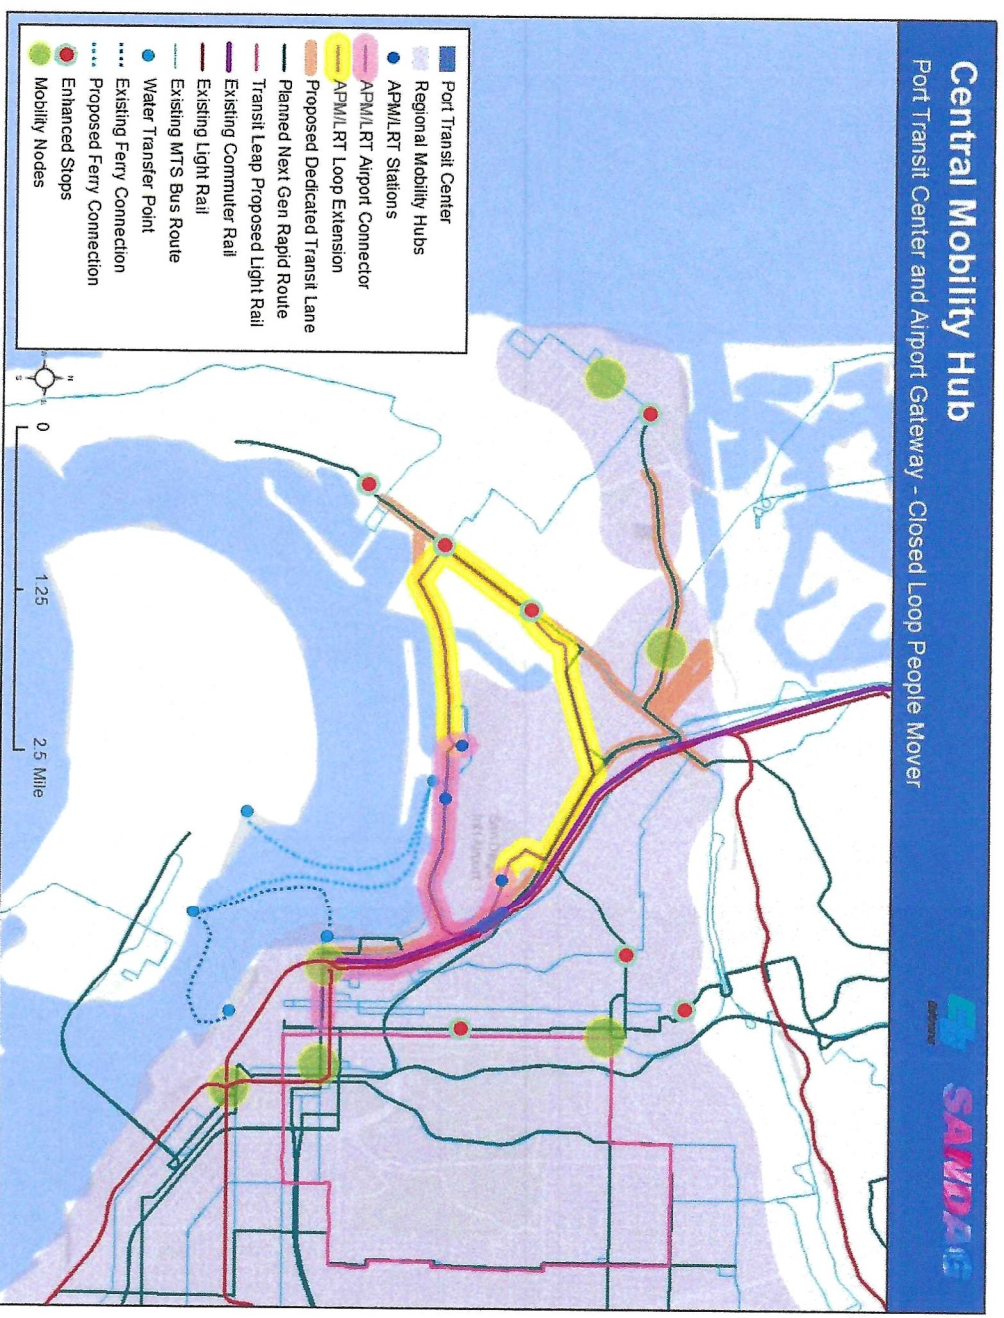 Central Mobility Hub
Port Transit Center and Airport Gateway - Closed Loop People Mover
SANDAG
Port Transit Center
Regional Mobility Hubs
APM/LRT Stations
APM/LRT Airport Connector
APM/LRT Loop Extension
Proposed Dedicated Transit Lane
Planned Next Gen Rapid Route
Transit Leap Proposed Light Rail
Existing Commuter Rail
Existing Light Rail
Existing MTS Bus Route
Water Transfer Point
Existing Ferry Connection
Proposed Ferry Connection
Enhanced Stops
Mobility Nodes
N
S
0 1.25 2.5 Mile